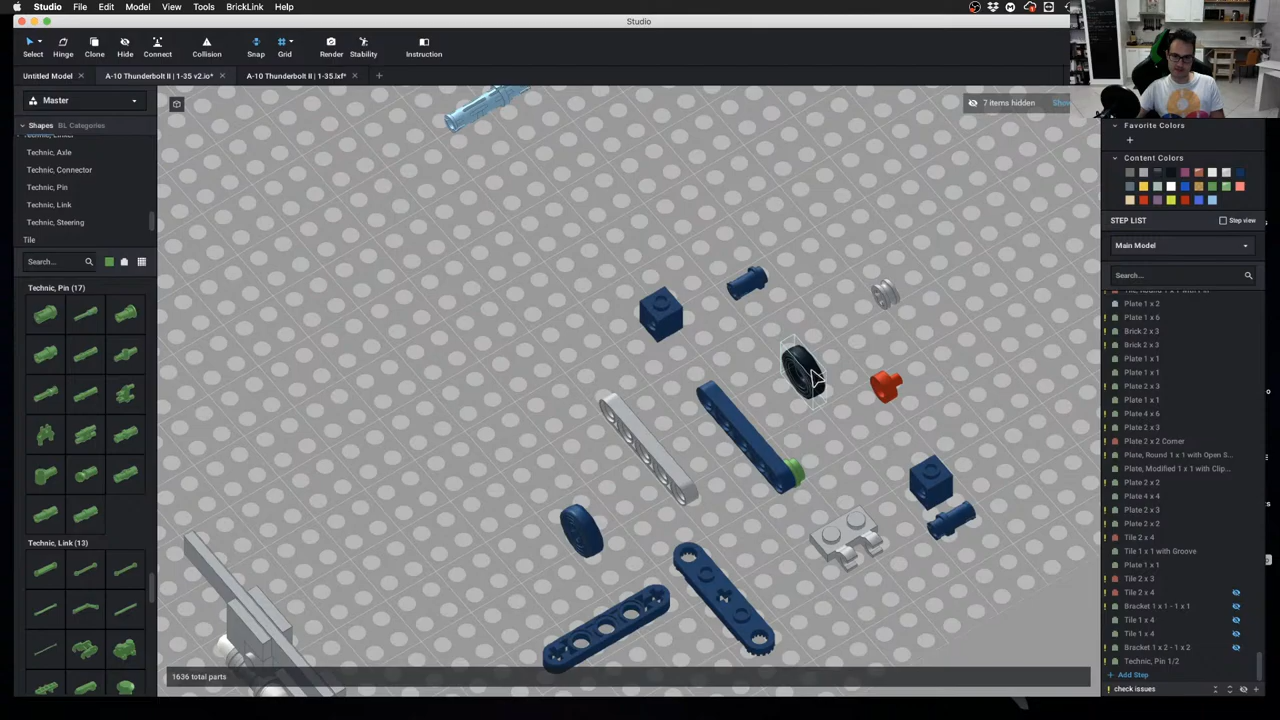 Studio File Edit Model View Tools BrickLink Help
Studio
Select Hinge Clone Hide Connect Collision Snap Grid Render Stability Instruction
Untitled Model A-10 Thunderbolt II | 1-35 v2.io* A-10 Thunderbolt II | 1-35.lxf*
Master
7 items hidden Show
Shapes BL Categories
Technic, Axle
Technic, Connector
Technic, Pin
Technic, Link
Technic, Steering
Tile
Search...
Technic, Pin (17)
Technic, Link (13)
1636 total parts
Favorite Colors
Content Colors
STEP LIST Step view
Main Model
Search...
Plate 1 x 2
Plate 1 x 6
Brick 2 x 3
Brick 2 x 3
Plate 1 x 1
Plate 1 x 1
Plate 2 x 3
Plate 1 x 1
Plate 4 x 6
Plate 2 x 3
Plate 2 x 2 Corner
Plate, Round 1 x 1 with Open S...
Plate, Modified 1 x 1 with Clip...
Plate 2 x 2
Plate 4 x 4
Plate 2 x 3
Plate 2 x 2
Tile 2 x 4
Tile 1 x 1 with Groove
Plate 1 x 1
Tile 2 x 3
Tile 2 x 4
Bracket 1 x 1 - 1 x 1
Tile 1 x 4
Tile 1 x 4
Bracket 1 x 2 - 1 x 2
Technic, Pin 1/2
Add Step
check issues